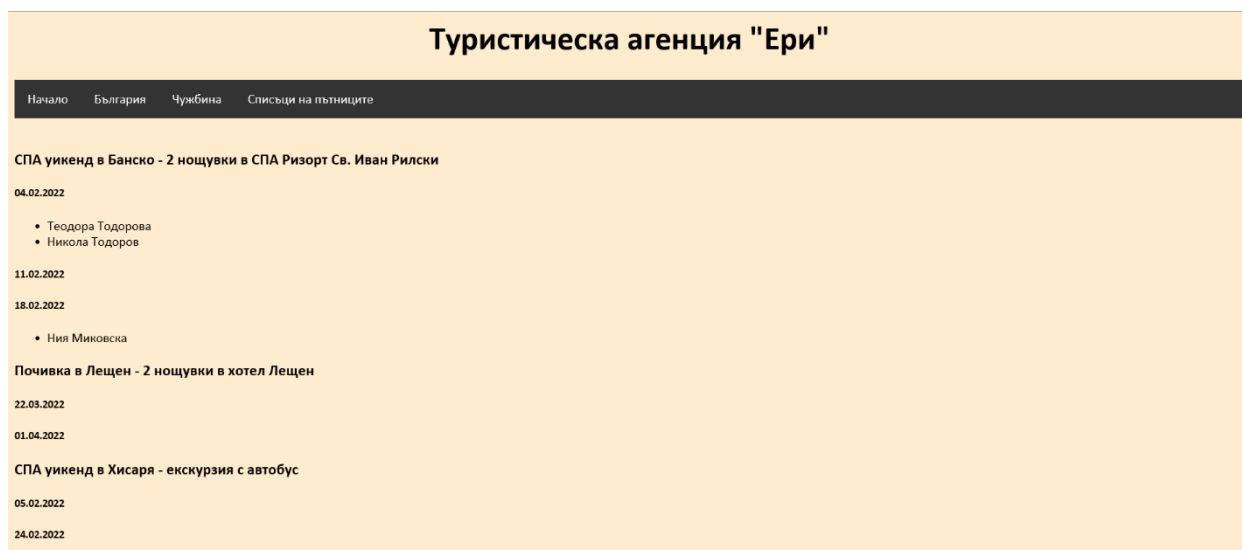 Туристическа агенция "Ери"
Начало България Чужбина Списъци на пътниците
СПА уикенд в Банско - 2 нощувки в СПА Ризорт Св. Иван Рилски
04.02.2022
• Теодора Тодорова
• Никола Тодоров
11.02.2022
18.02.2022
• Ния Миковска
Почивка в Лещен - 2 нощувки в хотел Лещен
22.03.2022
01.04.2022
СПА уикенд в Хисаря - екскурзия с автобус
05.02.2022
24.02.2022